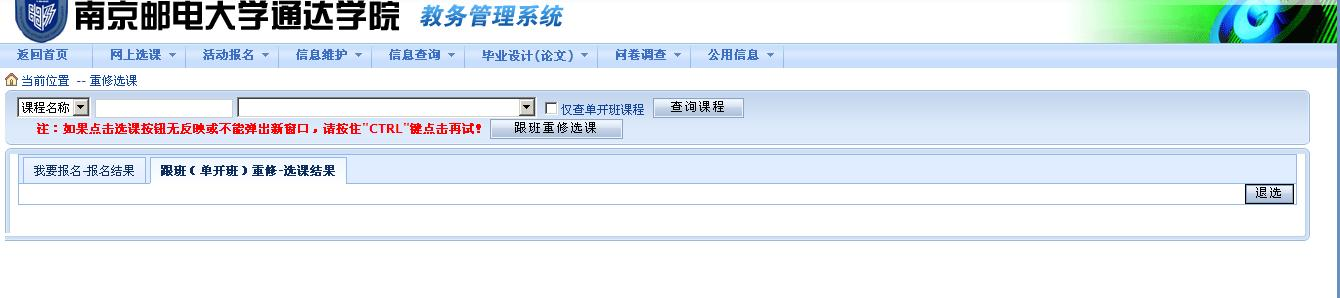 南京邮电大学通达学院 教务管理系统
返回首页 网上选课 活动报名 信息维护 信息查询 毕业设计(论文) 问卷调查 公用信息
当前位置 -- 重修选课
课程名称 仅查单开班课程 查询课程
注：如果点击选课按钮无反映或不能弹出新窗口，请按住"CTRL"键点击再试! 跟班重修选课
我要报名-报名结果 跟班（单开班）重修-选课结果
退选